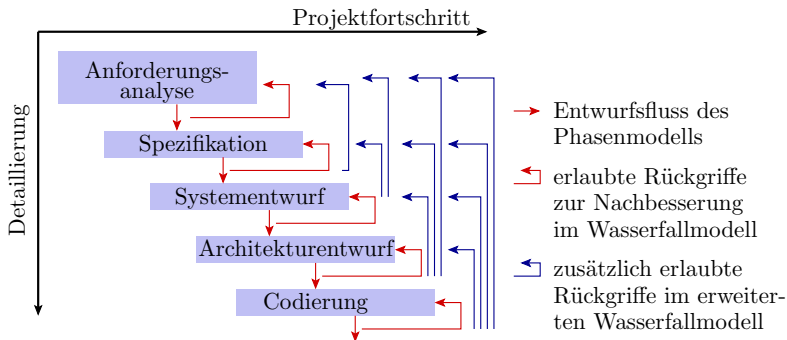 Projektfortschritt
Detaillierung
Anforderungs-
analyse
Spezifikation
Systementwurf
Architekturentwurf
Codierung
Entwurfsfluss des
Phasenmodells
erlaubte Rückgriffe
zur Nachbesserung
im Wasserfallmodell
zusätzlich erlaubte
Rückgriffe im erweiter-
ten Wasserfallmodell